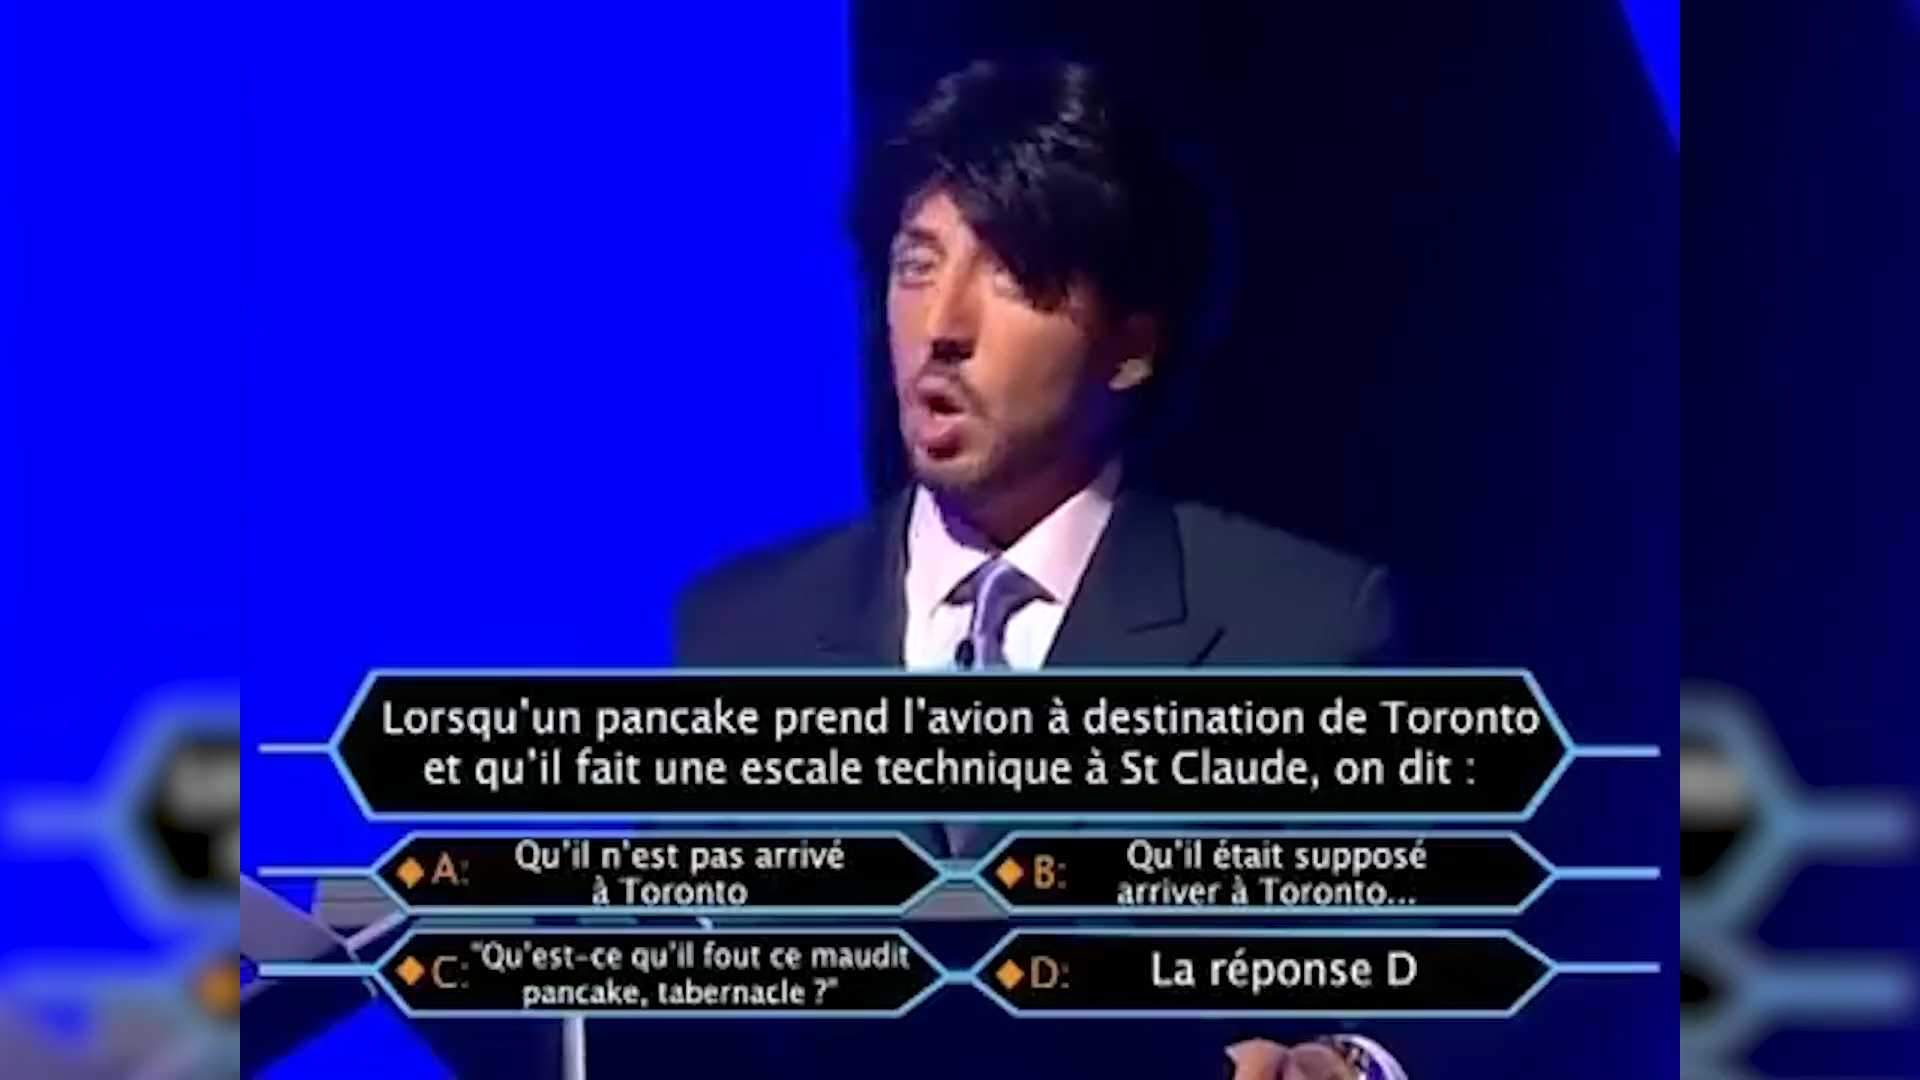 Lorsqu'un pancake prend l'avion à destination de Toronto
et qu'il fait une escale technique à St Claude, on dit :
A: Qu'il n'est pas arrivé
à Toronto
B: Qu'il était supposé
arriver à Toronto...
C: "Qu'est-ce qu'il fout ce maudit
pancake, tabernacle ?"
D: La réponse D